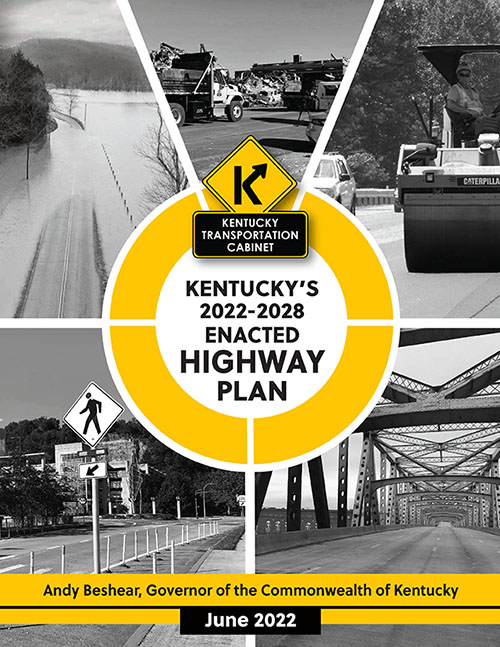 K
KENTUCKY
TRANSPORTATION
CABINET
KENTUCKY'S
2022-2028
ENACTED
HIGHWAY
PLAN
CATERPILLAR
Andy Beshear, Governor of the Commonwealth of Kentucky
June 2022